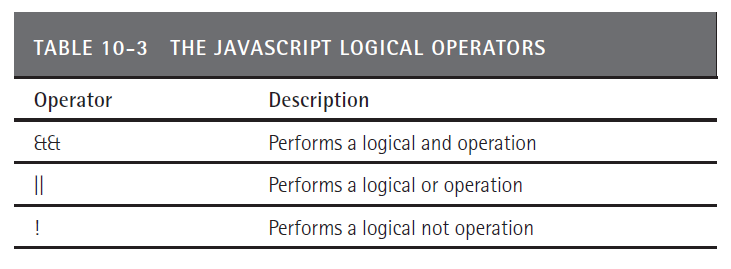 TABLE 10-3 THE JAVASCRIPT LOGICAL OPERATORS
Operator Description
&& Performs a logical and operation
|| Performs a logical or operation
! Performs a logical not operation